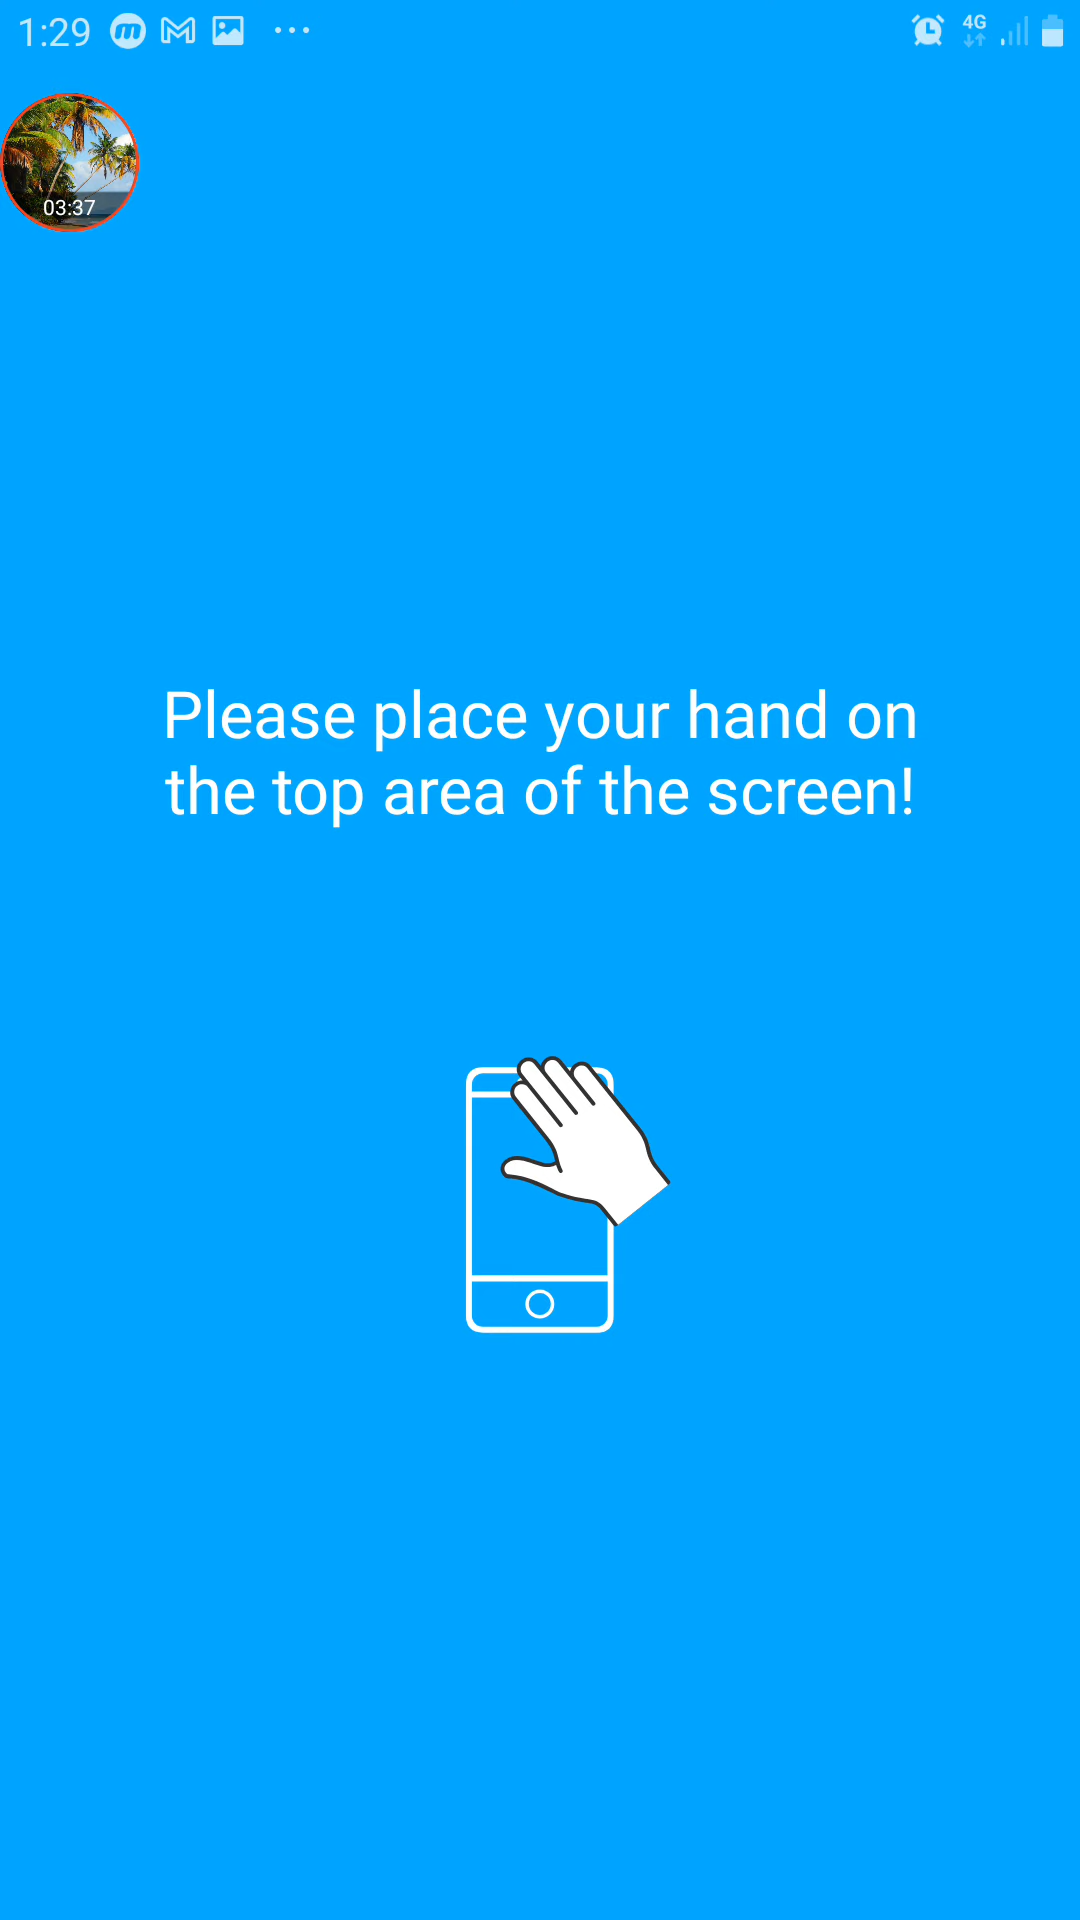 1:29
4G
03:37
Please place your hand on
the top area of the screen!